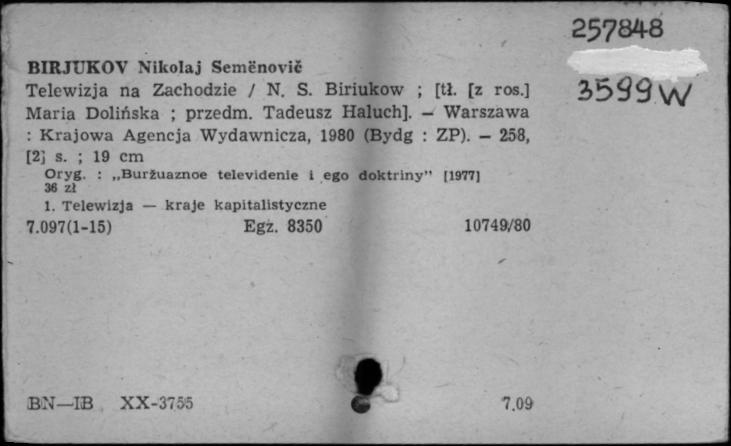 257848
BIRJUKOV Nikolaj Semënovič
Telewizja na Zachodzie / N. S. Biriukow ; [tł. [z ros.]
3599 W
Maria Dolińska ; przedm. Tadeusz Haluch]. — Warszawa
: Krajowa Agencja Wydawnicza, 1980 (Bydg : ZP). — 258,
[2] s. ; 19 cm
Oryg. : „Buržuaznoe televidenie i ego doktriny” [1977]
36 zł
1. Telewizja — kraje kapitalistyczne
7.097(1-15) Egz. 8350 10749/80
BN—IB XX-3755 7.09